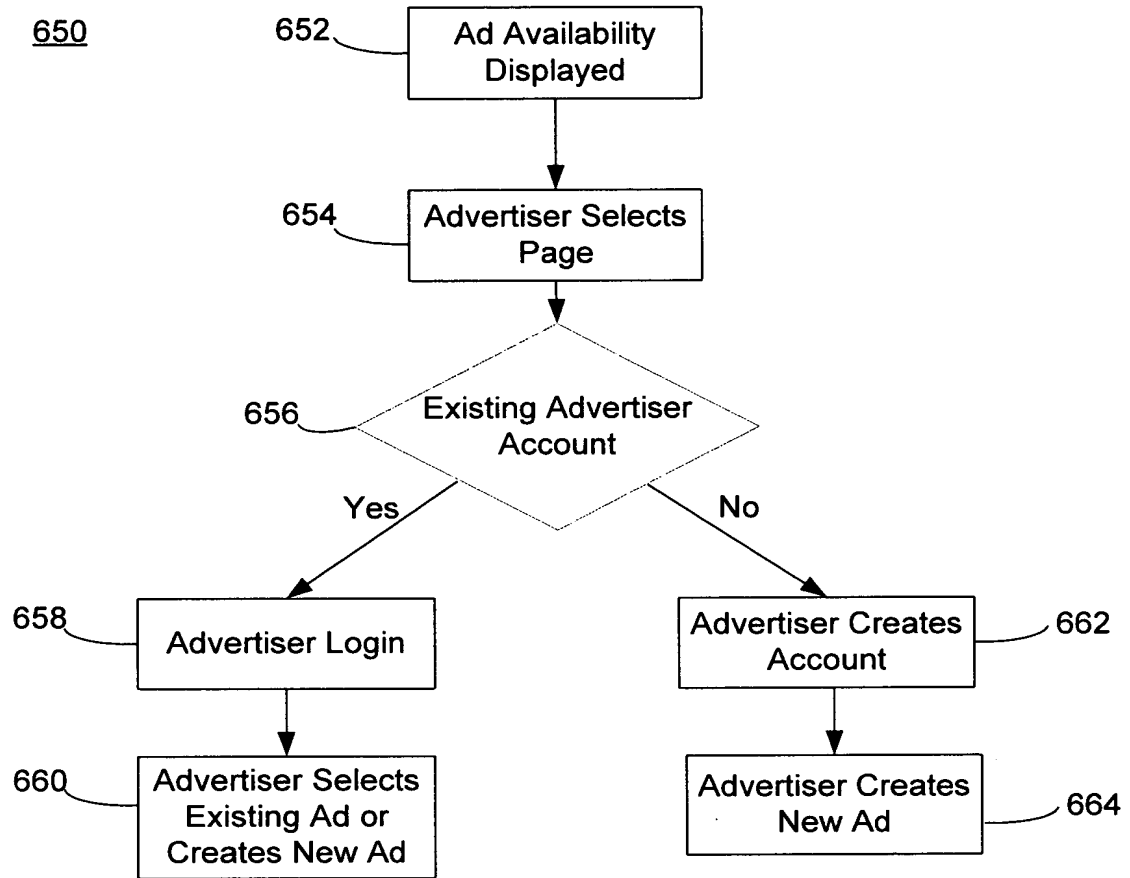 650
652
Ad Availability
Displayed
654
Advertiser Selects
Page
656
Existing Advertiser
Account
Yes
No
658
Advertiser Login
Advertiser Creates
Account
662
660
Advertiser Selects
Existing Ad or
Creates New Ad
Advertiser Creates
New Ad
664